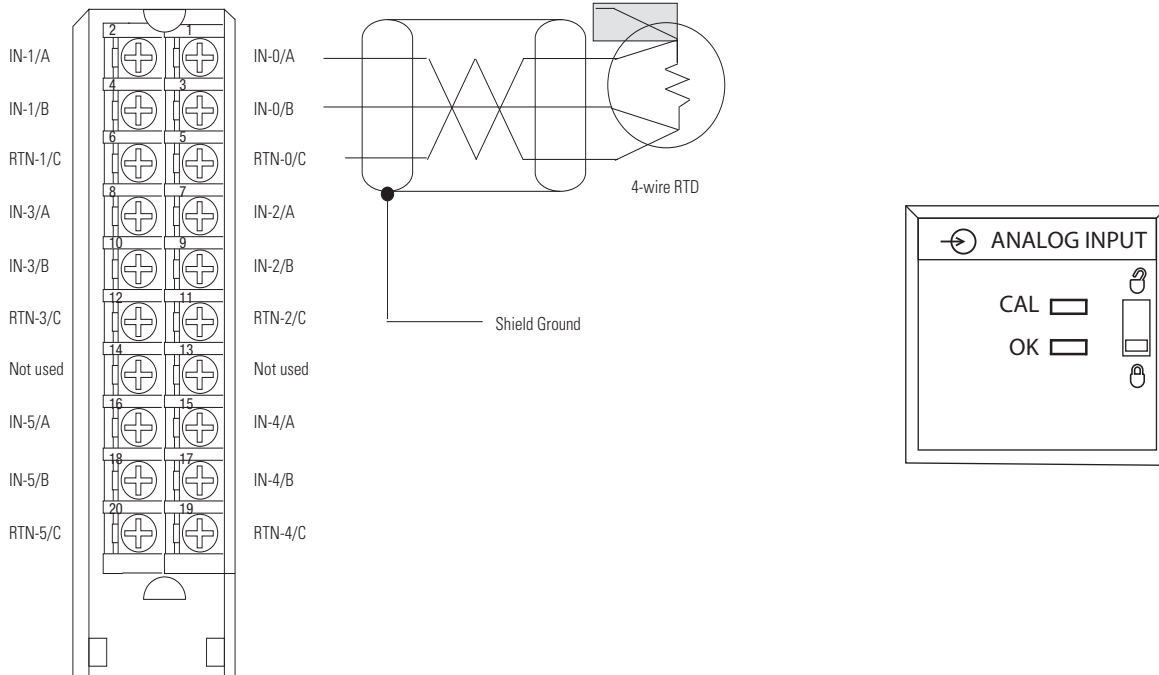 2 1
IN-1/A IN-0/A
4 3
IN-1/B IN-0/B
6 5
RTN-1/C RTN-0/C
4-wire RTD
8 7
IN-3/A IN-2/A
10 9
IN-3/B IN-2/B
12 11
RTN-3/C RTN-2/C
Shield Ground
14 13
Not used Not used
16 15
IN-5/A IN-4/A
18 17
IN-5/B IN-4/B
20 19
RTN-5/C RTN-4/C
ANALOG INPUT
CAL
OK